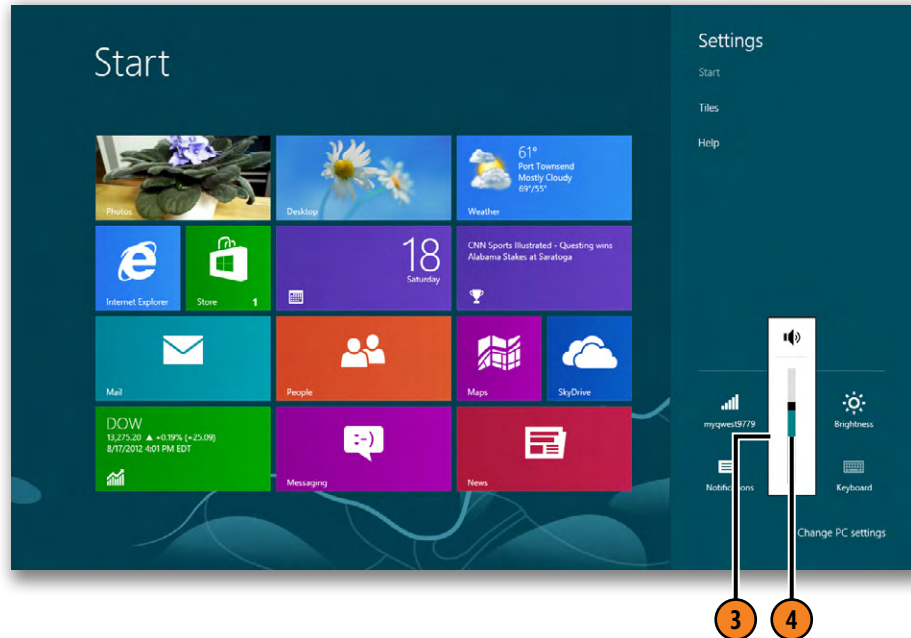 Start
Settings
Start
Tiles
Help
Photos
Desktop
61°
Port Townsend
Mostly Cloudy
69°/55°
Weather
Internet Explorer
Store 1
18
Saturday
CNN Sports Illustrated - Questing wins
Alabama Stakes at Saratoga
Mail
People
Maps
SkyDrive
DOW
13,275.20 ▲ +0.19% (+25.09)
8/17/2012 4:01 PM EDT
:-)
Messaging
News
myqwest9779
Brightness
Notifications
Keyboard
Change PC settings
3
4